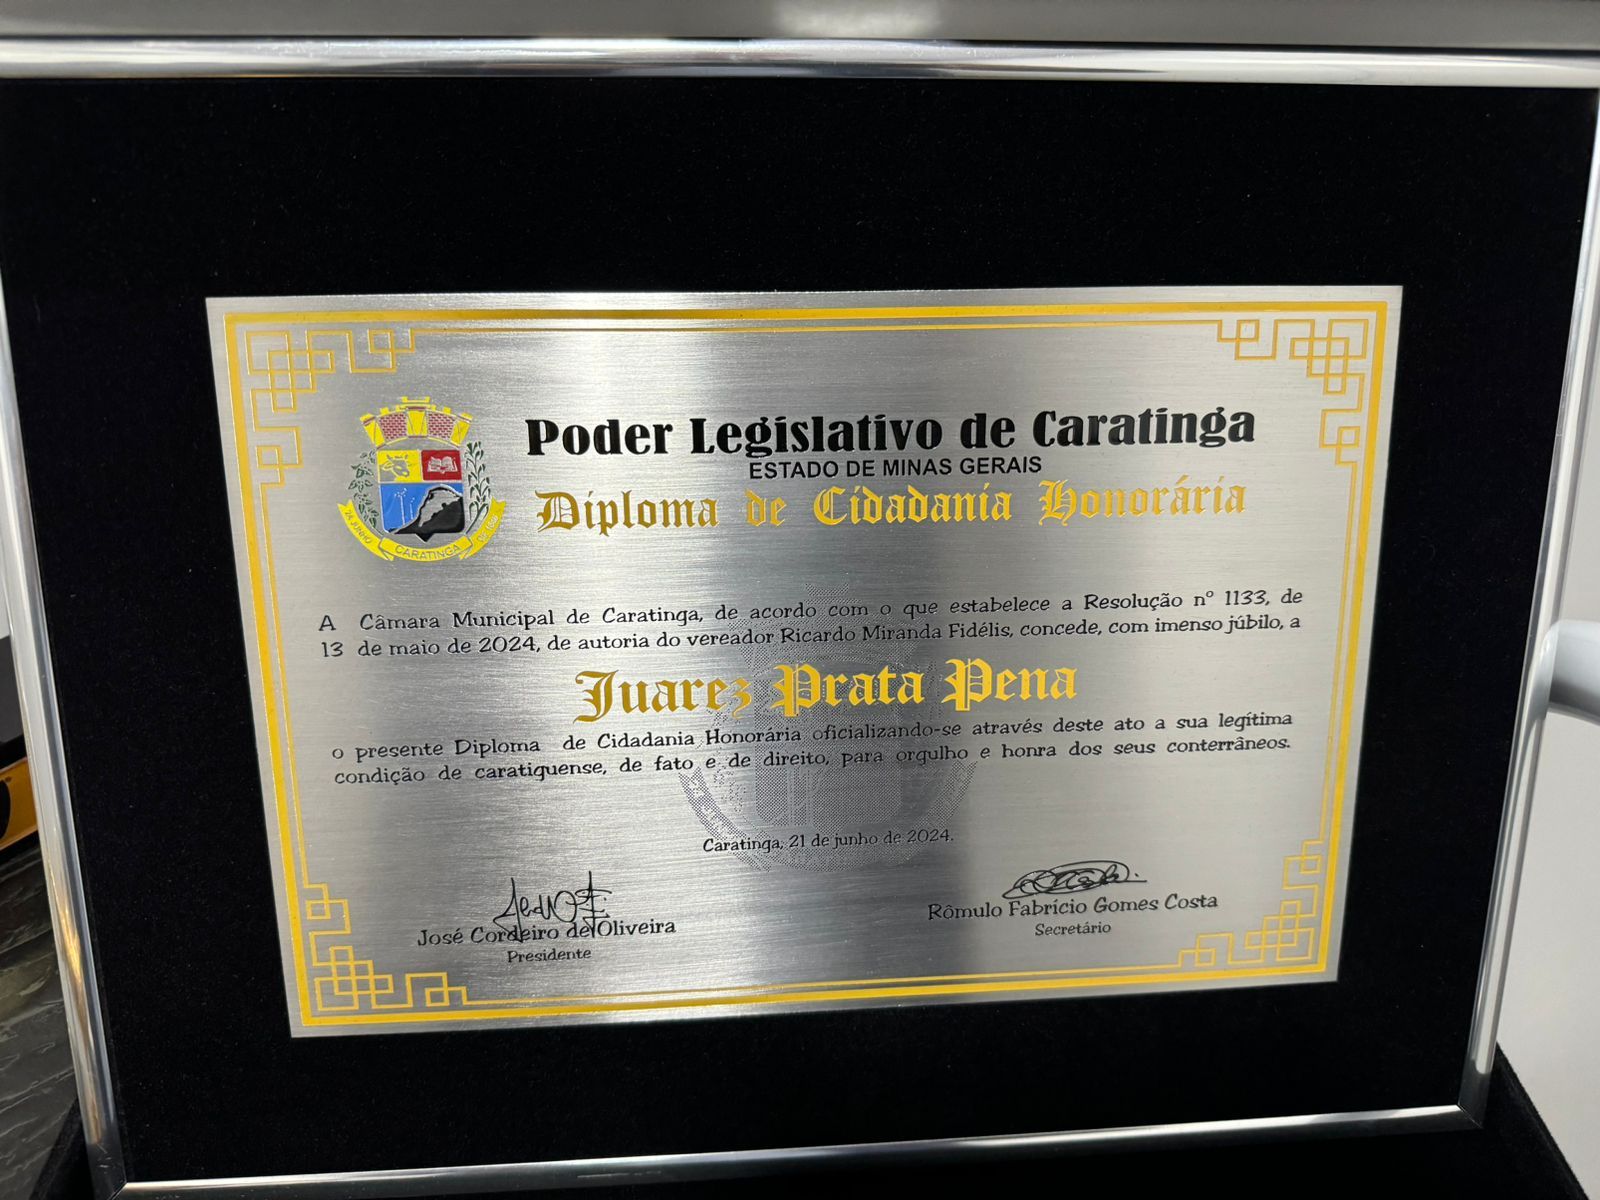 Poder Legislativo de Caratinga
ESTADO DE MINAS GERAIS
Diploma de Cidadania Honorária
24 JUNHO
CARATINGA
A Câmara Municipal de Caratinga, de acordo com o que estabelece a Resolução nº 1133, de
13 de maio de 2024, de autoria do vereador Ricardo Miranda Fidélis, concede, com imenso júbilo, a
Juarez Prata Pena
o presente Diploma de Cidadania Honorária oficializando-se através deste ato a sua legítima
condição de caratiguense, de fato e de direito, para orgulho e honra dos seus conterrâneos.
Caratinga, 21 de junho de 2024.
José Cordeiro de Oliveira
Presidente
Rômulo Fabrício Gomes Costa
Secretário